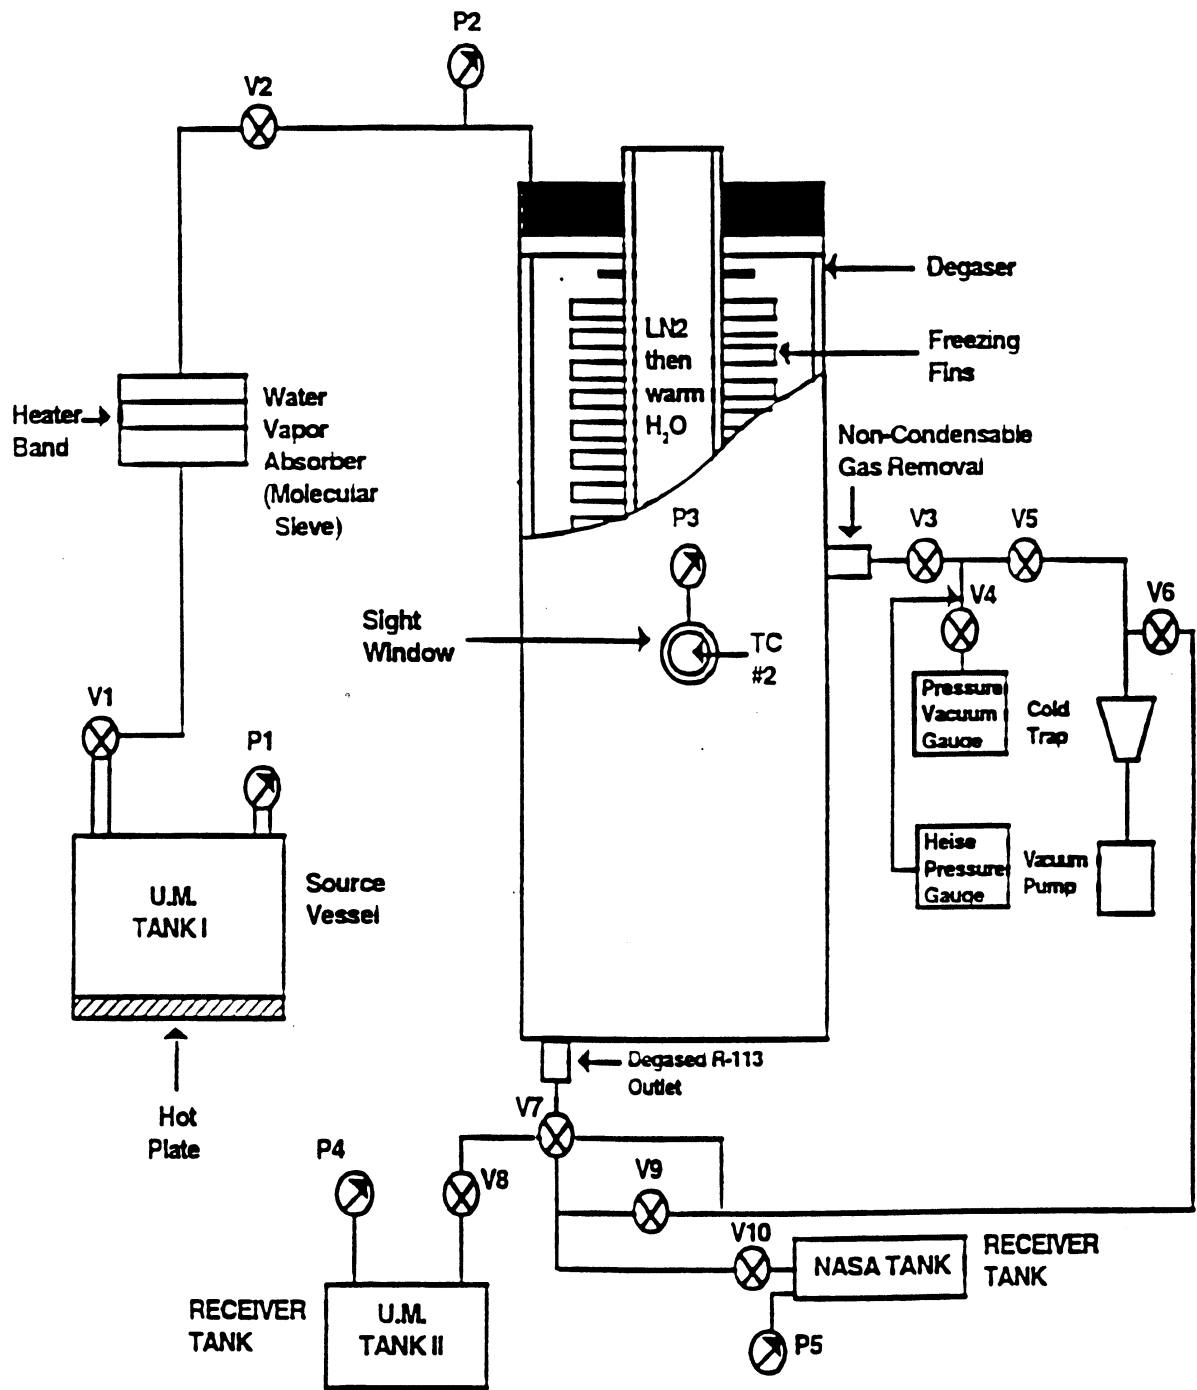 P2
V2
Degaser
LN2
then
warm
H₂O
Freezing
Fins
Heater
Band
Water
Vapor
Absorber
(Molecular
Sieve)
Non-Condensable
Gas Removal
P3
V3
V5
V4
V6
Sight
Window
TC
#2
Pressure
Vacuum
Gauge
Cold
Trap
V1
P1
Heise
Pressure
Gauge
Vacuum
Pump
U.M.
TANK I
Source
Vessel
Hot
Plate
Degased R-113
Outlet
V7
P4
V8
V9
V10
NASA TANK
RECEIVER
TANK
RECEIVER
TANK
U.M.
TANK II
P5